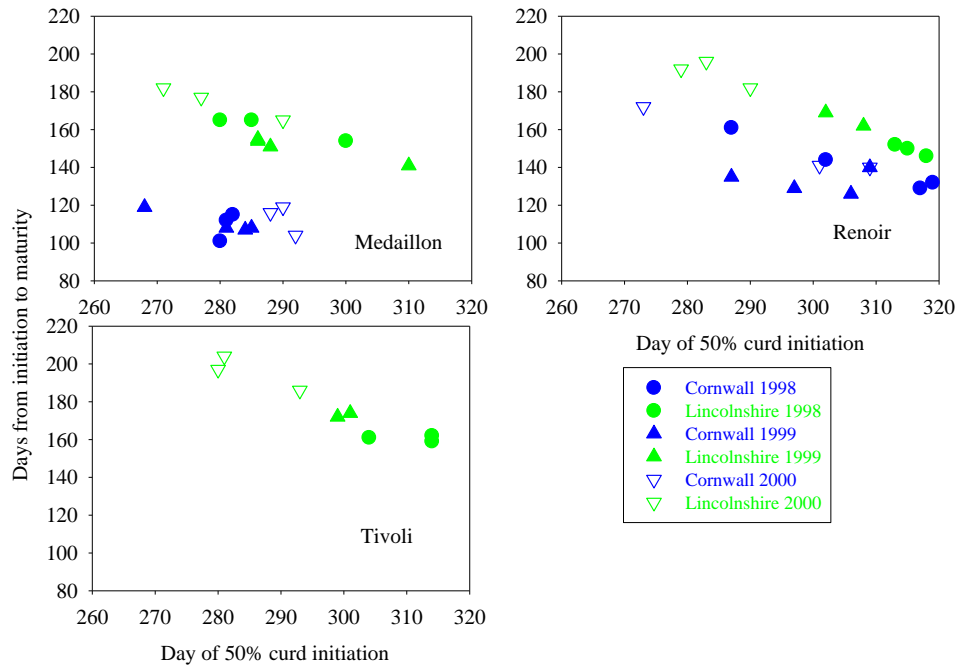 220
200
180
160
140
120
100
80
260 270 280 290 300 310 320
Medaillon
220
200
180
160
140
120
100
80
260 270 280 290 300 310 320
Renoir
Day of 50% curd initiation
Days from initiation to maturity
220
200
180
160
140
120
100
80
260 270 280 290 300 310 320
Tivoli
Day of 50% curd initiation
Cornwall 1998
Lincolnshire 1998
Cornwall 1999
Lincolnshire 1999
Cornwall 2000
Lincolnshire 2000